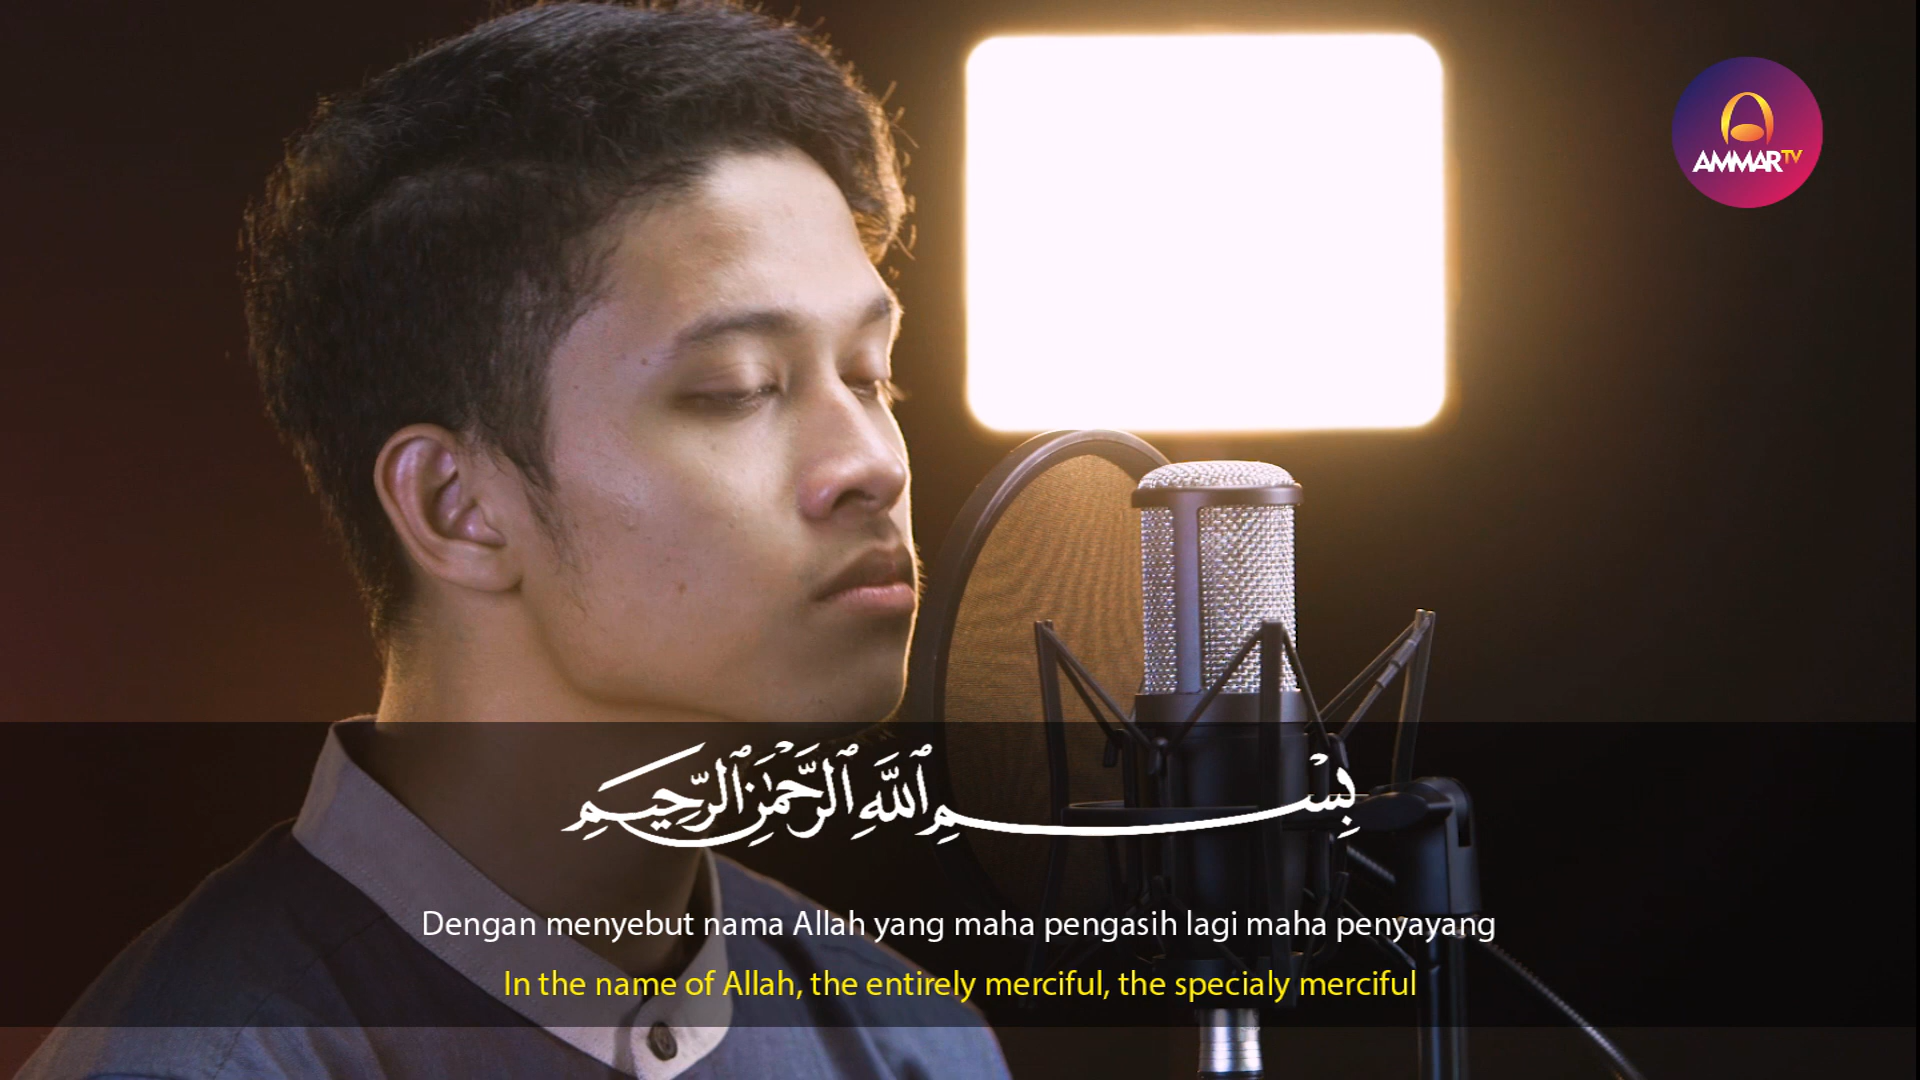 AMMARTV
بِسْمِ ٱللَّهِ ٱلرَّحْمَٰنِ ٱلرَّحِيمِ
Dengan menyebut nama Allah yang maha pengasih lagi maha penyayang
In the name of Allah, the entirely merciful, the specialy merciful